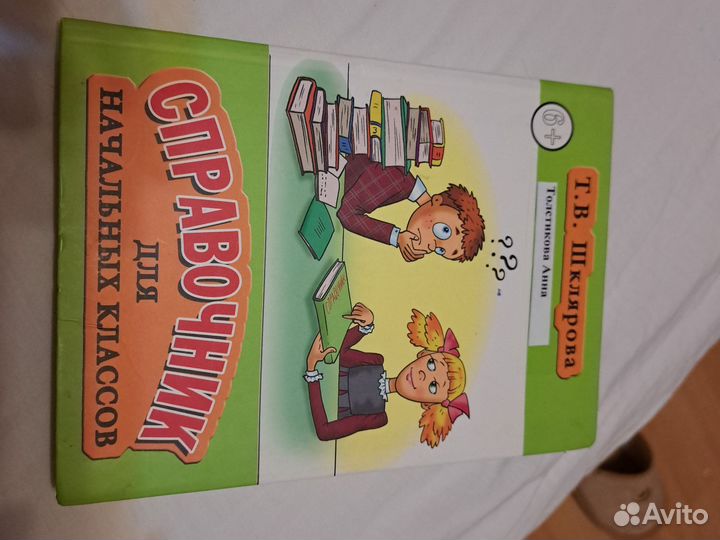 6+
Т.В. Шклярова
Толстикова Анна
???
СПРАВОЧНИК
ДЛЯ
НАЧАЛЬНЫХ КЛАССОВ
Avito